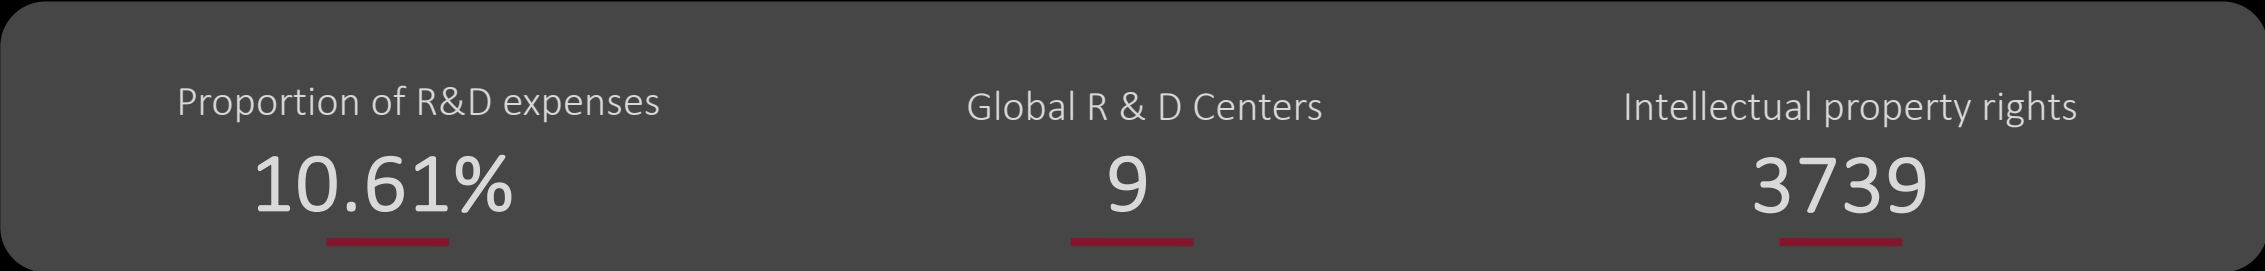 Proportion of R&D expenses
10.61%
Global R & D Centers
9
Intellectual property rights
3739